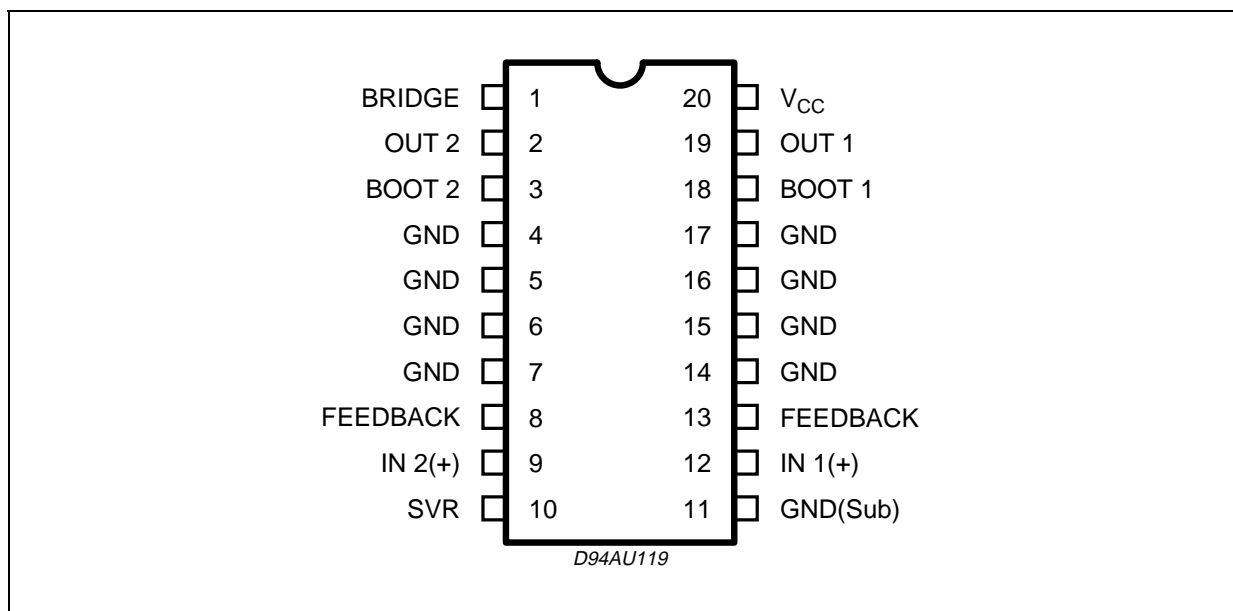 BRIDGE 1 20 VCC
OUT 2 2 19 OUT 1
BOOT 2 3 18 BOOT 1
GND 4 17 GND
GND 5 16 GND
GND 6 15 GND
GND 7 14 GND
FEEDBACK 8 13 FEEDBACK
IN 2(+) 9 12 IN 1(+)
SVR 10 11 GND(Sub)
D94AU119